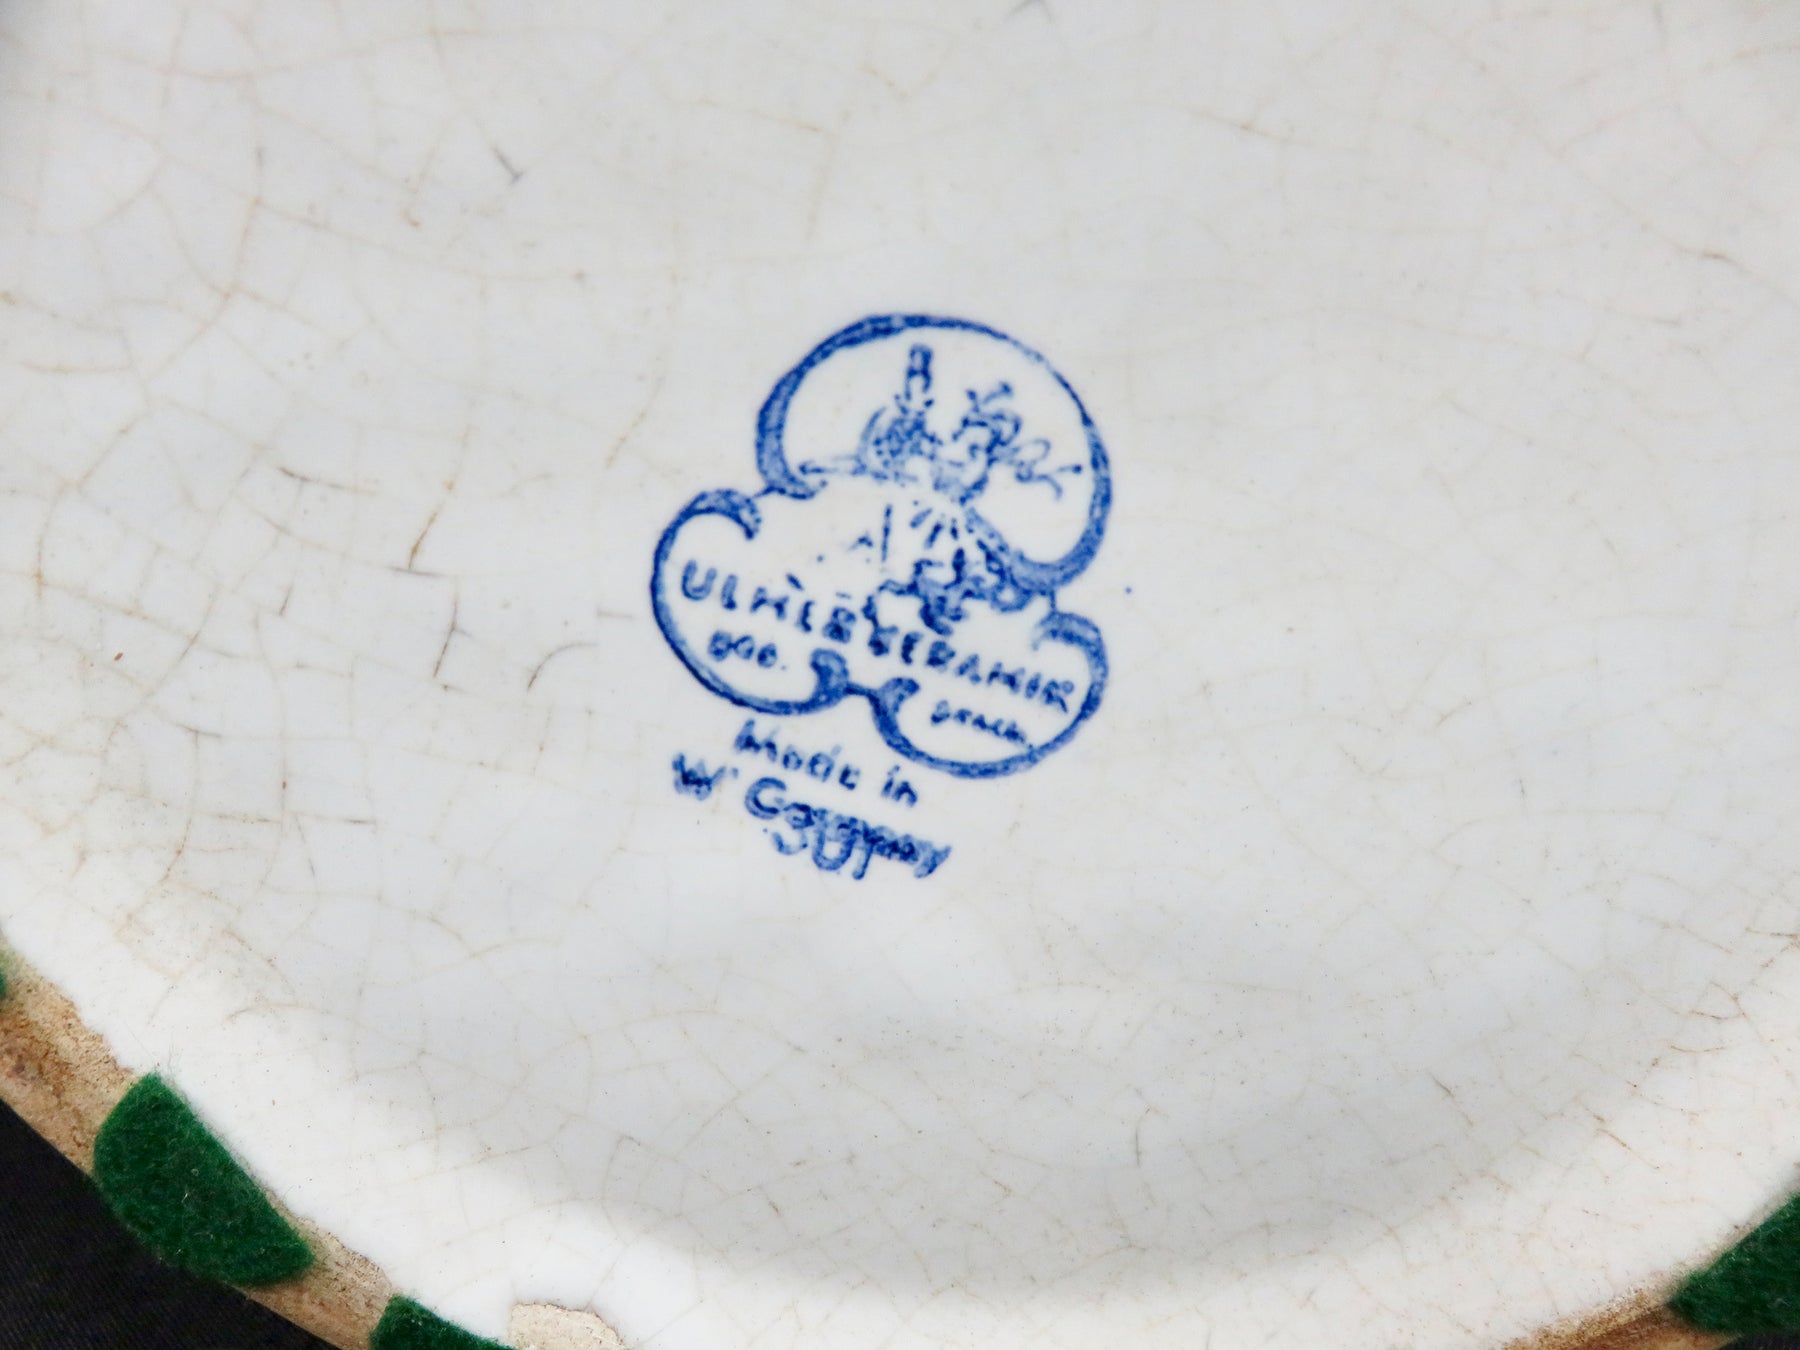 ULMER KERAMIK
Made in
W' Germany
301